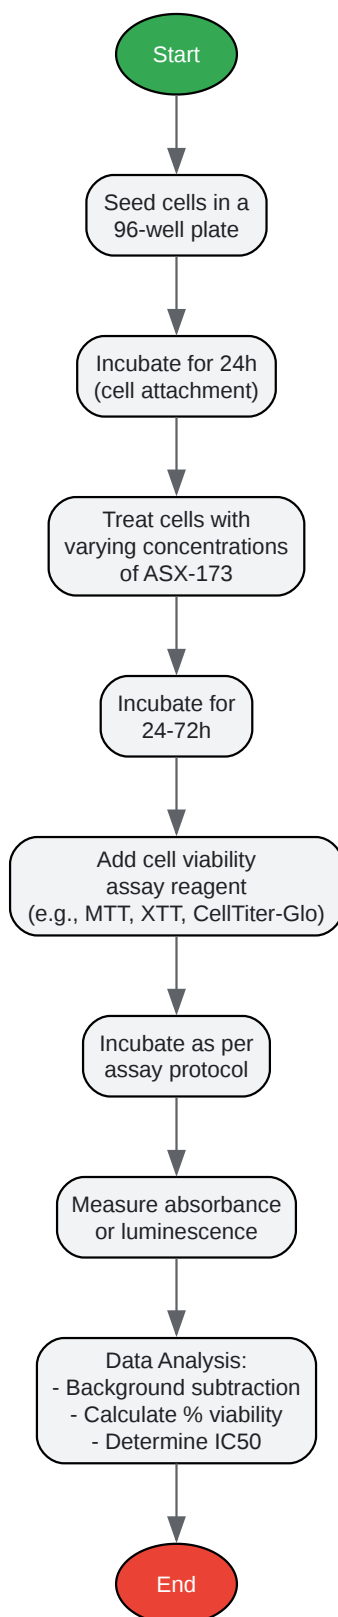 Start
Seed cells in a
96-well plate
Incubate for 24h
(cell attachment)
Treat cells with
varying concentrations
of ASX-173
Incubate for
24-72h
Add cell viability
assay reagent
(e.g., MTT, XTT, CellTiter-Glo)
Incubate as per
assay protocol
Measure absorbance
or luminescence
Data Analysis:
- Background subtraction
- Calculate % viability
- Determine IC50
End